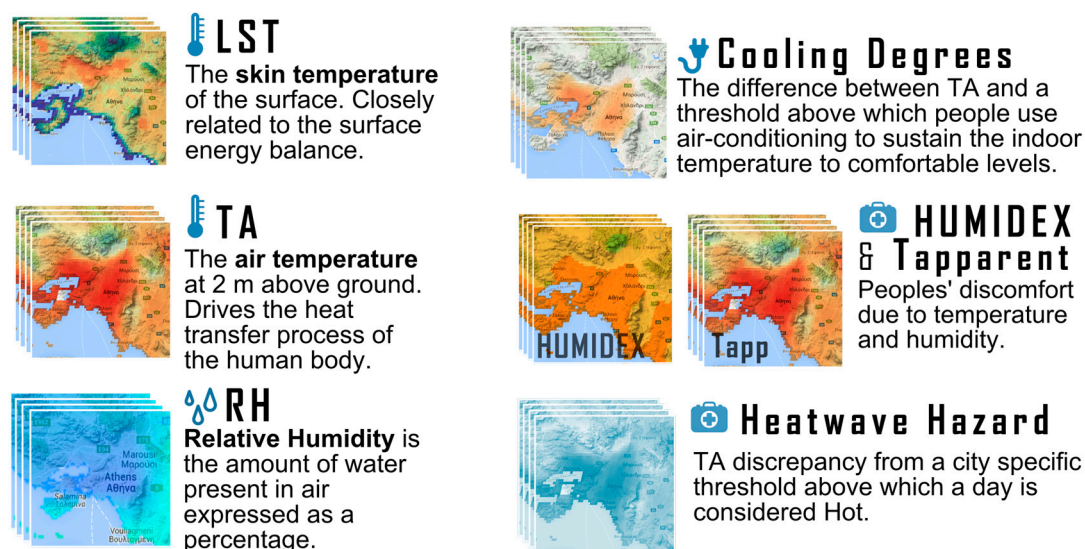 LST
The skin temperature
of the surface. Closely
related to the surface
energy balance.
TA
The air temperature
at 2 m above ground.
Drives the heat
transfer process of
the human body.
RH
Relative Humidity is
the amount of water
present in air
expressed as a
percentage.
Marousi
Μαρούσι
Athens
Αθήνα
Salamina
Σαλαμίνα
Cooling Degrees
The difference between TA and a
threshold above which people use
air-conditioning to sustain the indoor
temperature to comfortable levels.
Αθήνα
HUMIDEX
Tapp
HUMIDEX
& Tapparent
Peoples' discomfort
due to temperature
and humidity.
Heatwave Hazard
TA discrepancy from a city specific
threshold above which a day is
considered Hot.